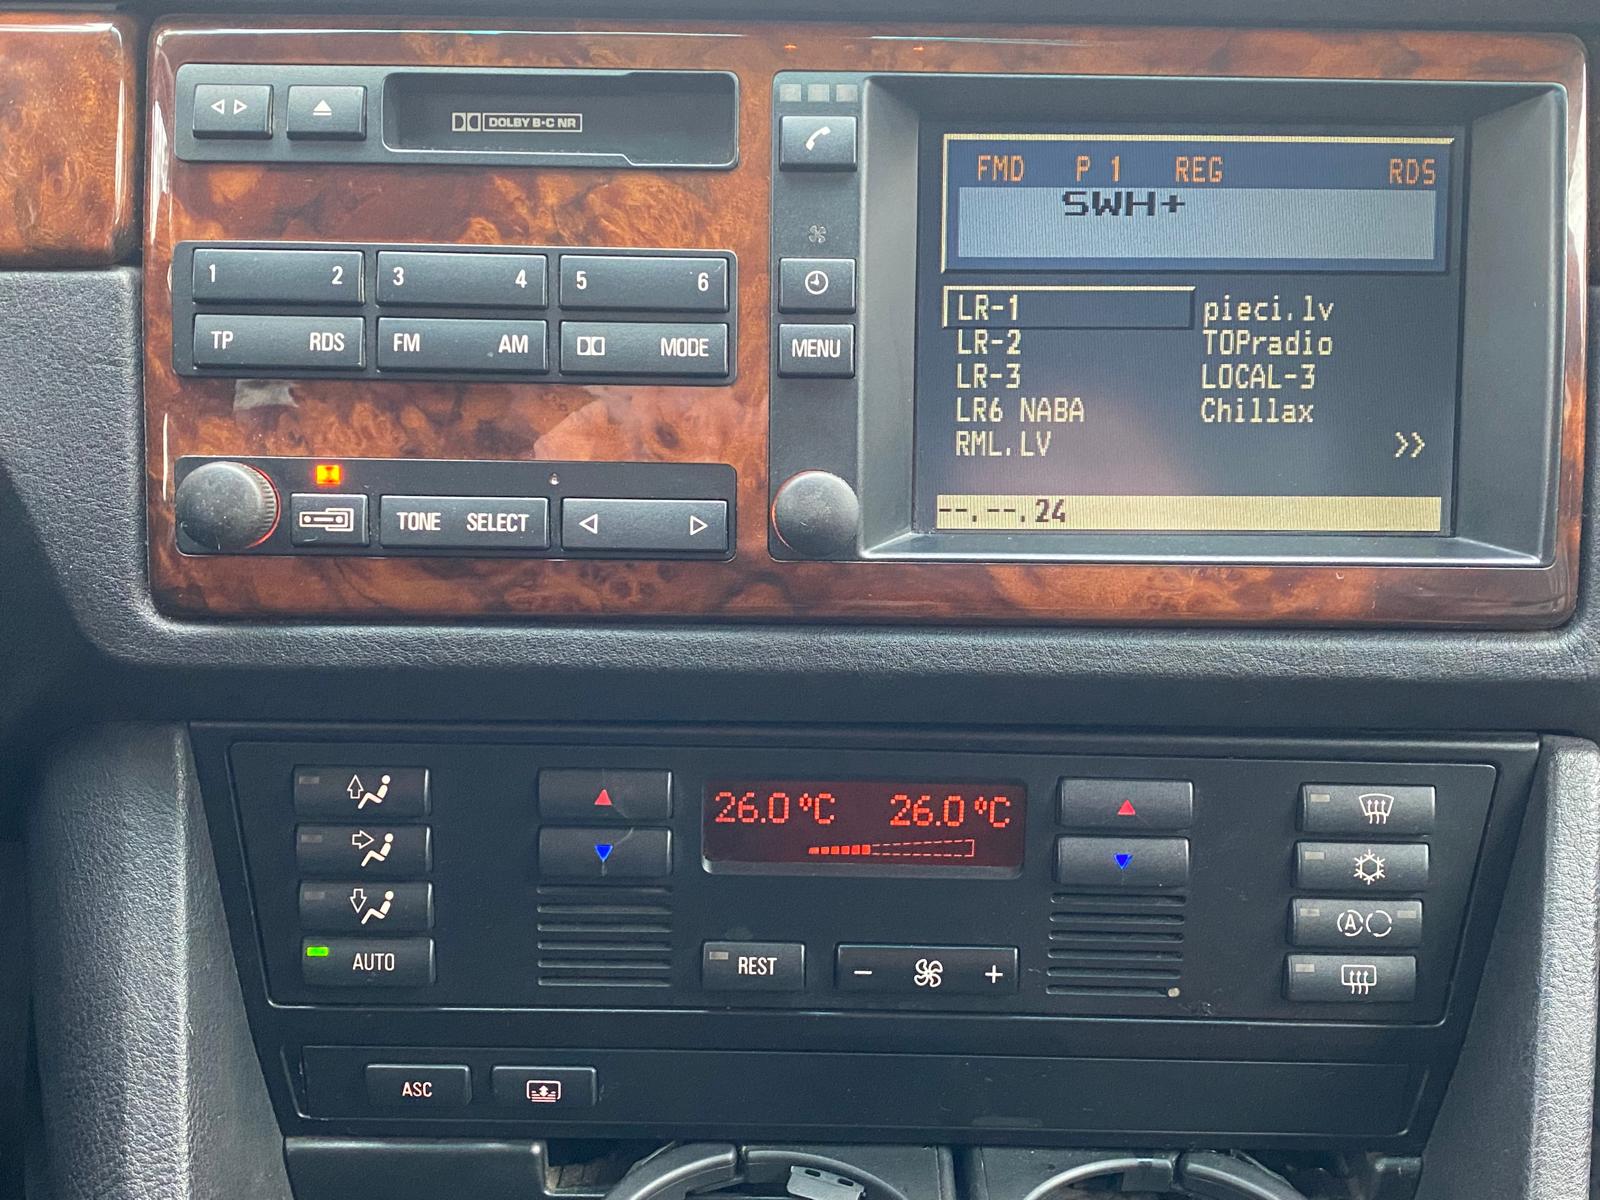 DOLBY B-C NR
1 2 3 4 5 6
TP RDS FM AM MODE
TONE SELECT
MENU
FMD P 1 REG RDS
SWH+
LR-1 pieci.lv
LR-2 TOPradio
LR-3 LOCAL-3
LR6 NABA Chillax
RML.LV >>
--.--.24
26.0 °C 26.0 °C
AUTO
REST
- +
A
ASC